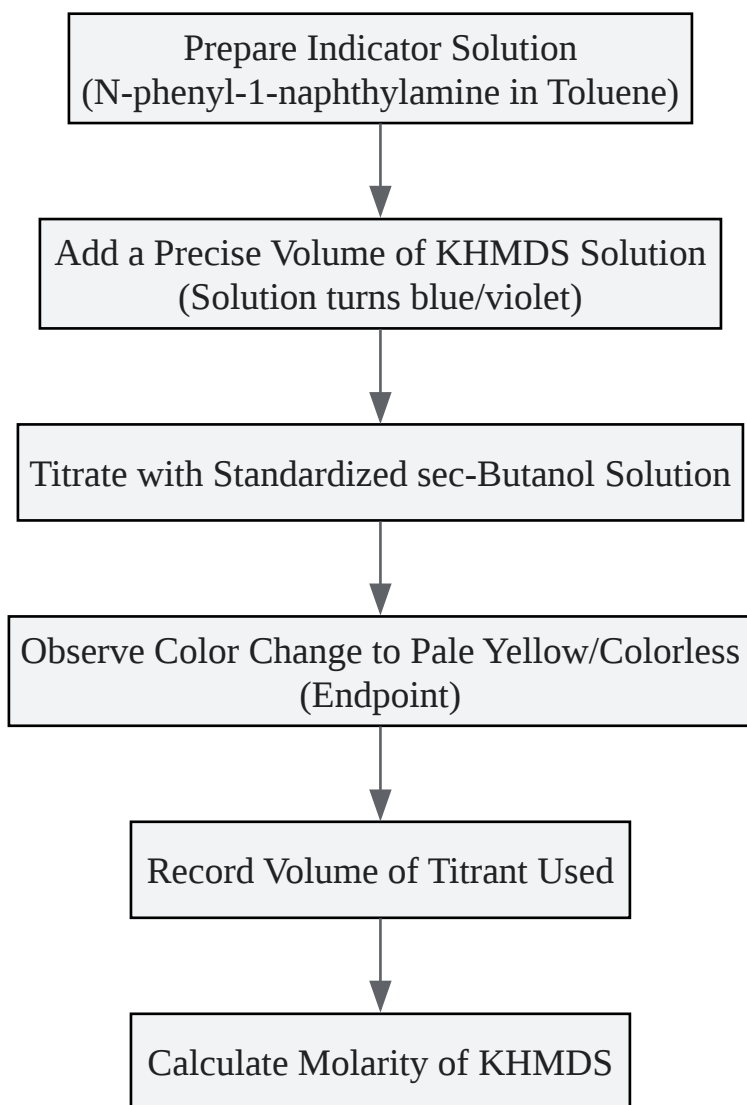 Prepare Indicator Solution
(N-phenyl-1-naphthylamine in Toluene)
Add a Precise Volume of KHMDS Solution
(Solution turns blue/violet)
Titrate with Standardized sec-Butanol Solution
Observe Color Change to Pale Yellow/Colorless
(Endpoint)
Record Volume of Titrant Used
Calculate Molarity of KHMDS